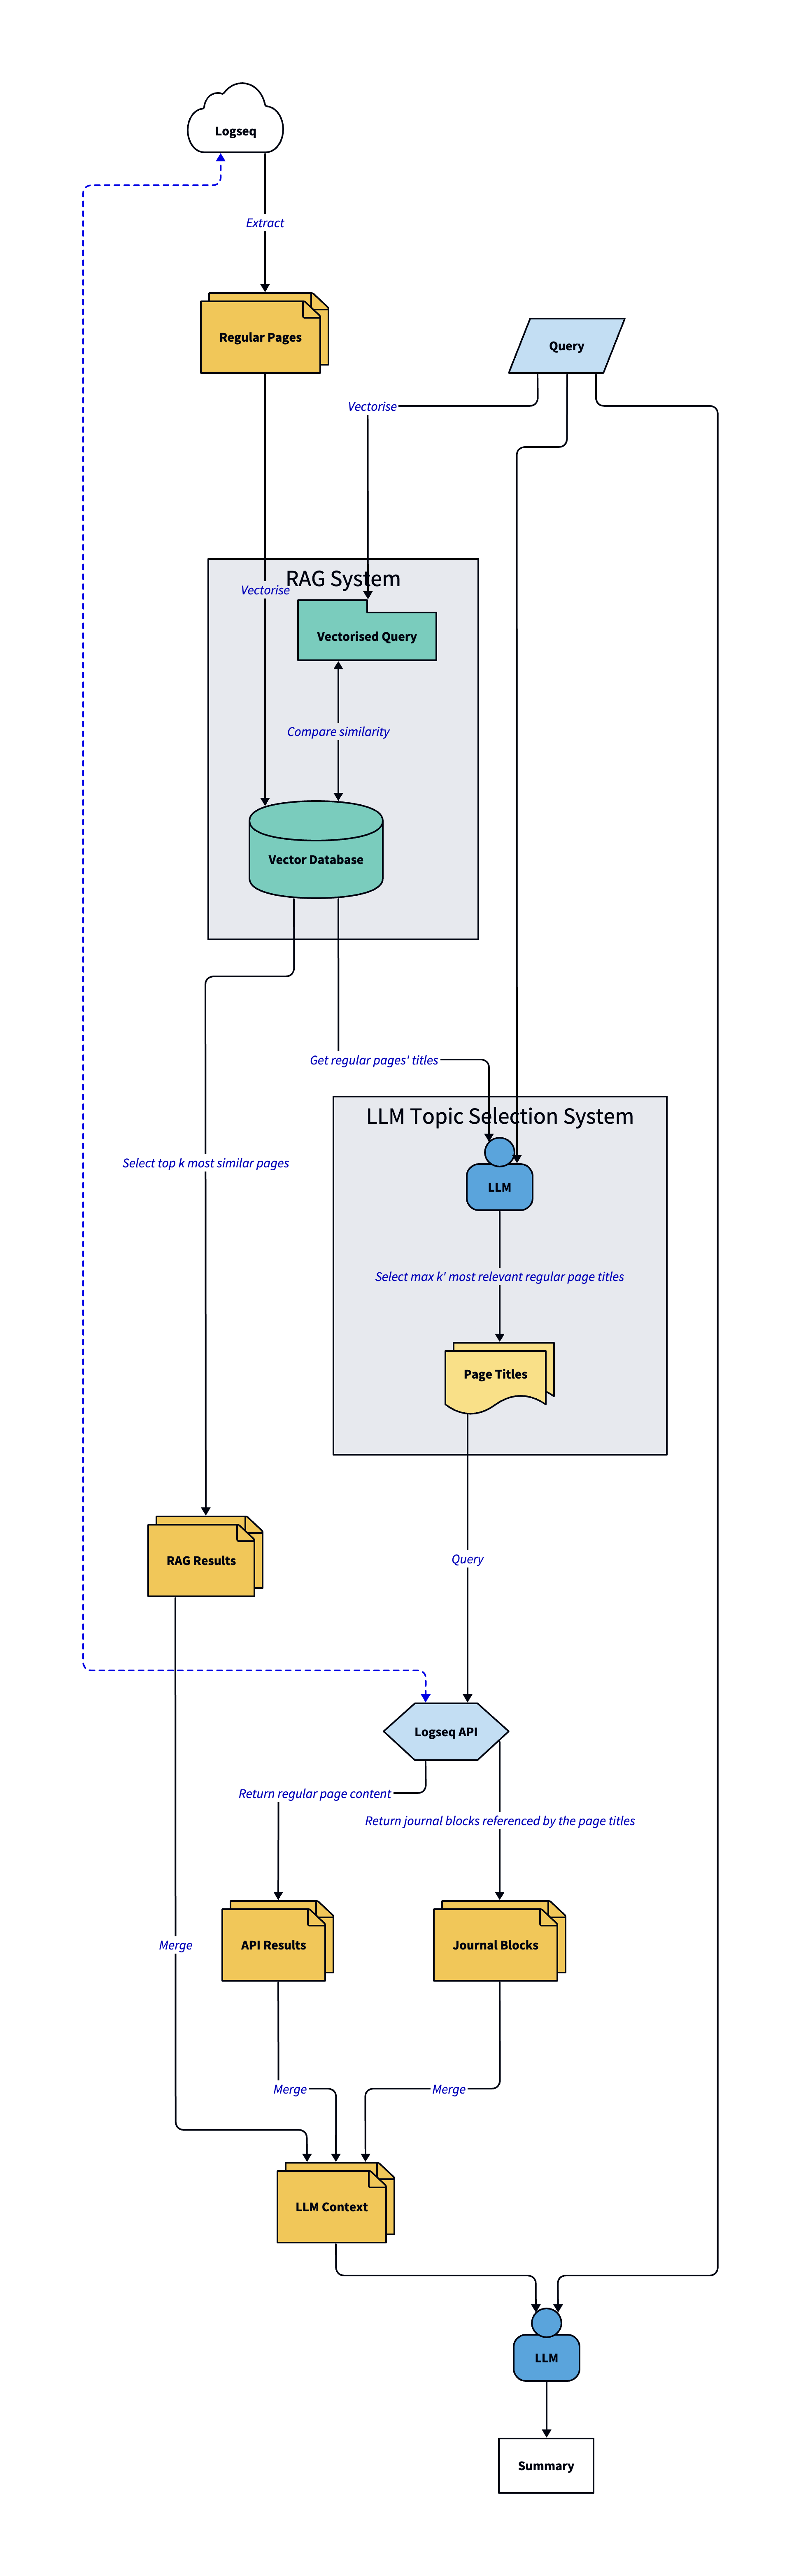 Logseq
Extract
Regular Pages
Query
Vectorise
RAG System
Vectorise
Vectorised Query
Compare similarity
Vector Database
Get regular pages' titles
LLM Topic Selection System
Select top k most similar pages
LLM
Select max k' most relevant regular page titles
Page Titles
Query
RAG Results
Logseq API
Return regular page content
Return journal blocks referenced by the page titles
API Results
Journal Blocks
Merge
Merge
Merge
LLM Context
LLM
Summary